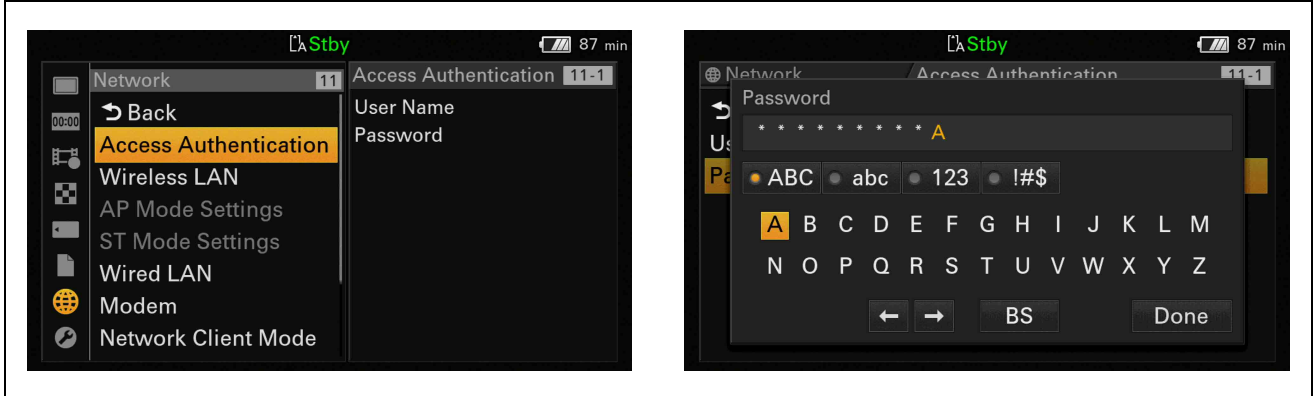 Stby 87 min
Network 11
Access Authentication 11-1
00:00
Back
Access Authentication
Wireless LAN
AP Mode Settings
ST Mode Settings
Wired LAN
Modem
Network Client Mode
User Name
Password
Stby 87 min
Network Access Authentication 11-1
Us
Pa
Password
* * * * * * * * * A
ABC abc 123 !#$
A B C D E F G H I J K L M
N O P Q R S T U V W X Y Z
← → BS Done